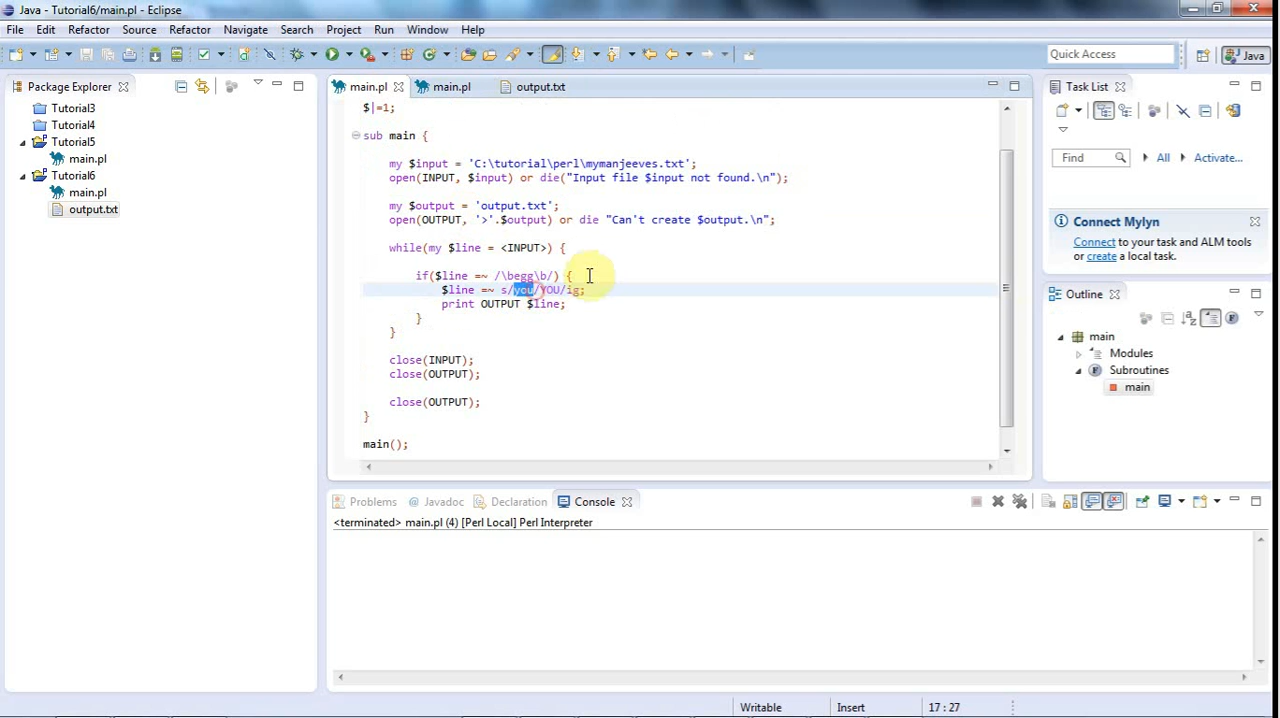 Java - Tutorial6/main.pl - Eclipse
File Edit Refactor Source Refactor Navigate Search Project Run Window Help
Quick Access
Java
Package Explorer
Tutorial3
Tutorial4
Tutorial5
main.pl
Tutorial6
main.pl
output.txt
main.pl
main.pl
output.txt
$|=1;
sub main {
my $input = 'C:\tutorial\perl\mymanjeeves.txt';
open(INPUT, $input) or die("Input file $input not found.\n");
my $output = 'output.txt';
open(OUTPUT, '>'.$output) or die "Can't create $output.\n";
while(my $line = <INPUT>) {
if($line =~ /\begg\b/) {
$line =~ s/you/YOU/ig;
print OUTPUT $line;
}
}
close(INPUT);
close(OUTPUT);
close(OUTPUT);
}
main();
Task List
Find
All
Activate...
Connect Mylyn
Connect to your task and ALM tools
or create a local task.
Outline
main
Modules
Subroutines
main
Problems
@ Javadoc
Declaration
Console
<terminated> main.pl (4) [Perl Local] Perl Interpreter
Writable
Insert
17 : 27